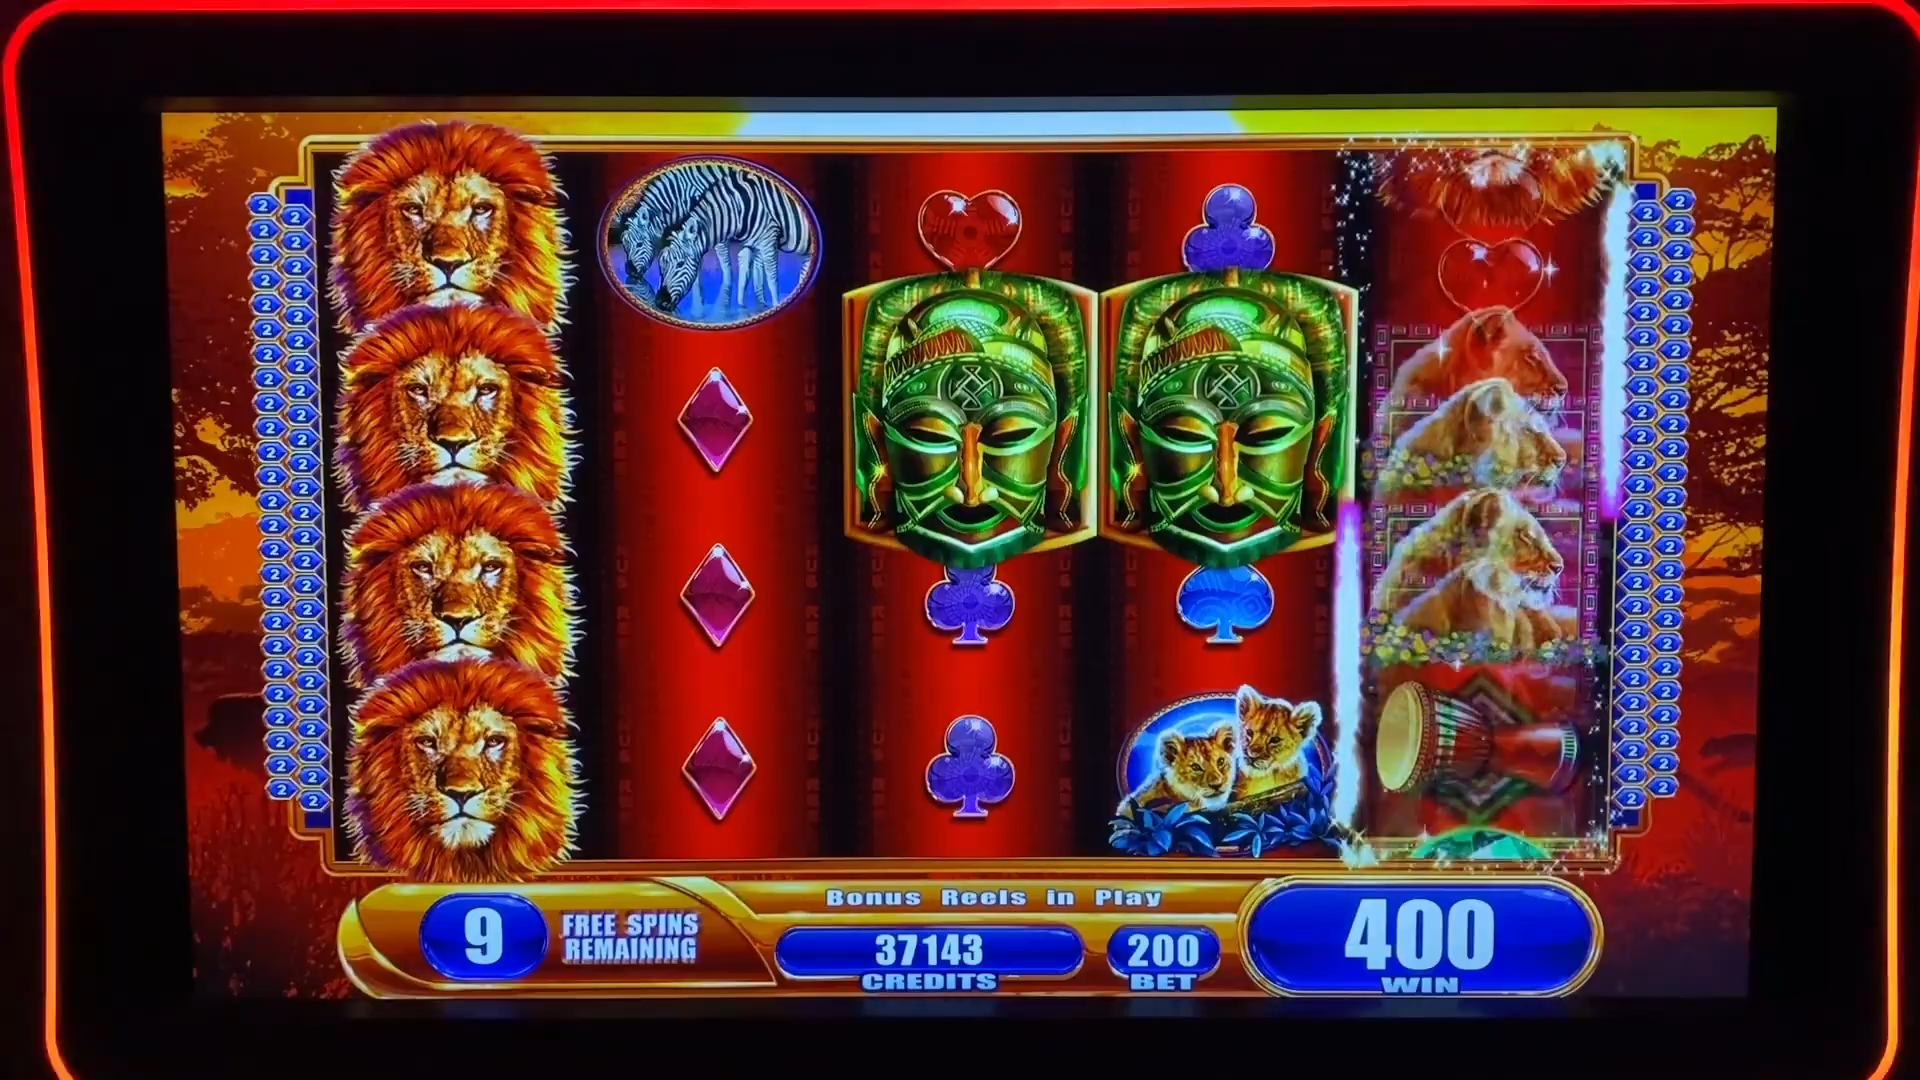 Bonus Reels in Play
9
FREE SPINS
REMAINING
37143
CREDITS
200
BET
400
WIN